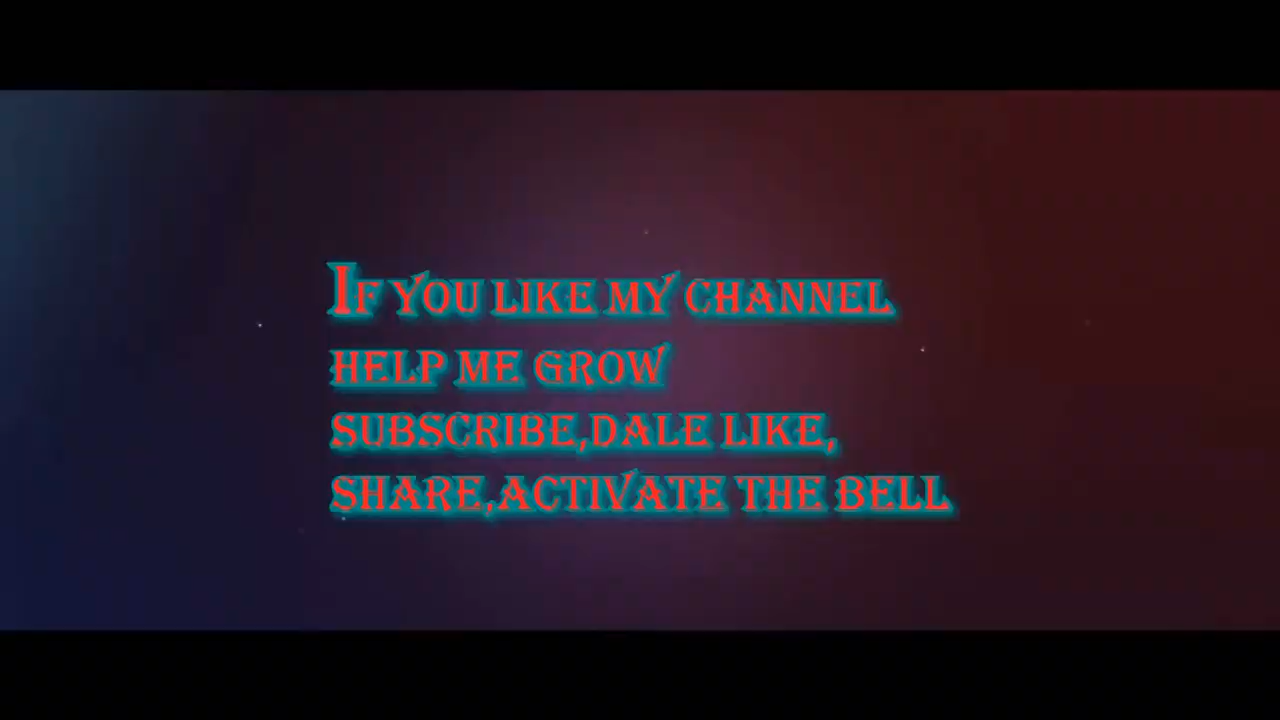 If you like my channel
help me grow
subscribe,dale like,
share,activate the bell